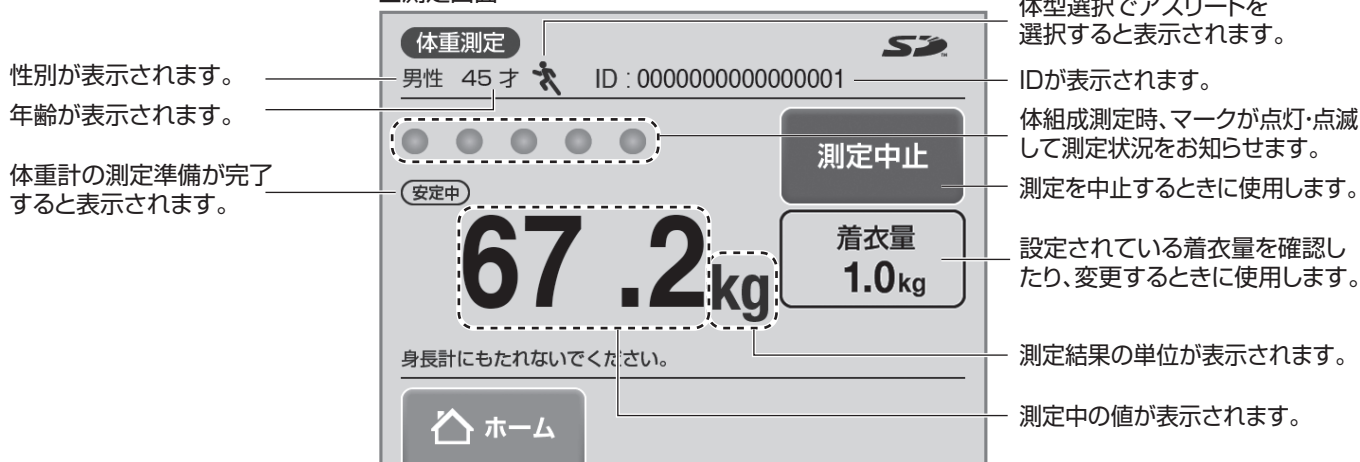 体型選択でアスリートを
選択すると表示されます。
体重測定
SD
性別が表示されます。
男性 45才 ID : 0000000000000001
IDが表示されます。
年齢が表示されます。
体組成測定時、マークが点灯・点滅
して測定状況をお知らせます。
測定中止
測定を中止するときに使用します。
体重計の測定準備が完了
すると表示されます。
安定中
67.2kg
着衣量
1.0kg
設定されている着衣量を確認し
たり、変更するときに使用します。
身長計にもたれないでください。
測定結果の単位が表示されます。
測定中の値が表示されます。
ホーム